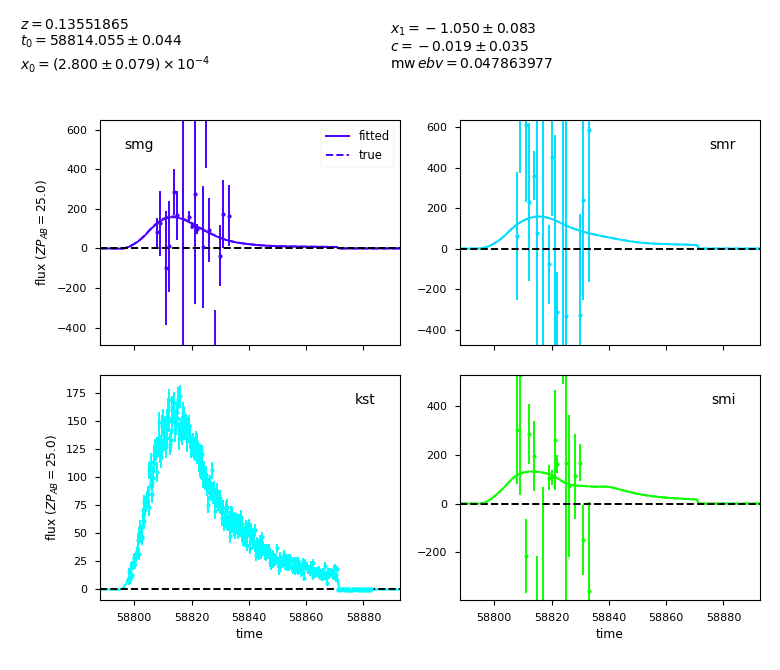 z = 0.13551865
t₀ = 58814.055 ± 0.044
x₀ = (2.800 ± 0.079) × 10⁻⁴
x₁ = −1.050 ± 0.083
c = −0.019 ± 0.035
mw ebv = 0.047863977
smg
fitted
true
600
400
200
0
−200
−400
flux (ZP_AB = 25.0)
smr
600
400
200
0
−200
−400
kst
175
150
125
100
75
50
25
0
flux (ZP_AB = 25.0)
58800 58820 58840 58860 58880
time
smi
400
200
0
−200
58800 58820 58840 58860 58880
time